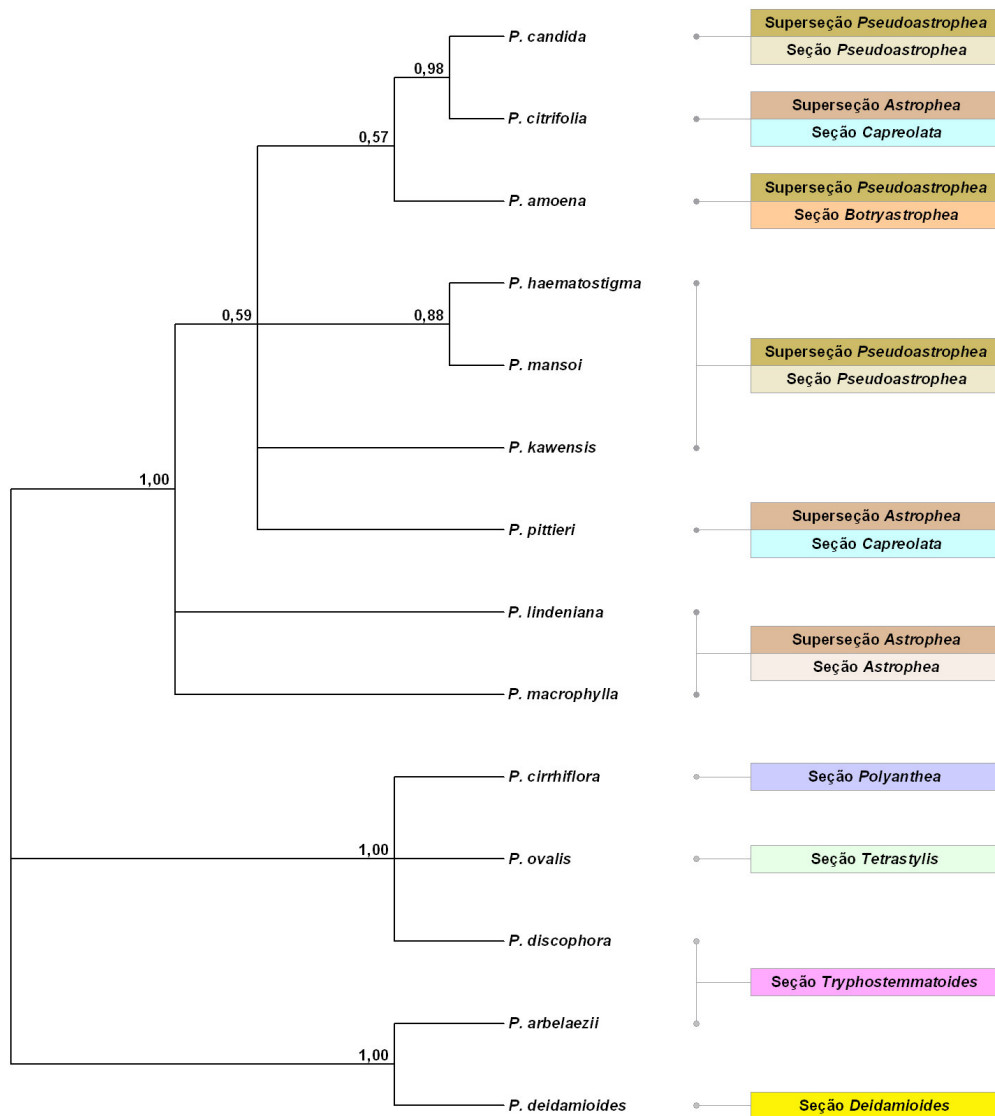 P. candida
Superseção Pseudoastrophea
Seção Pseudoastrophea
0,98
P. citrifolia
Superseção Astrophea
Seção Capreolata
0,57
P. amoena
Superseção Pseudoastrophea
Seção Botryastrophea
P. haematostigma
0,59
0,88
P. mansoi
Superseção Pseudoastrophea
Seção Pseudoastrophea
P. kawensis
1,00
P. pittieri
Superseção Astrophea
Seção Capreolata
P. lindeniana
Superseção Astrophea
Seção Astrophea
P. macrophylla
P. cirrhiflora
Seção Polyanthea
1,00
P. ovalis
Seção Tetrastylis
P. discophora
Seção Tryphostemmatoides
P. arbelaezii
1,00
P. deidamioides
Seção Deidamioides